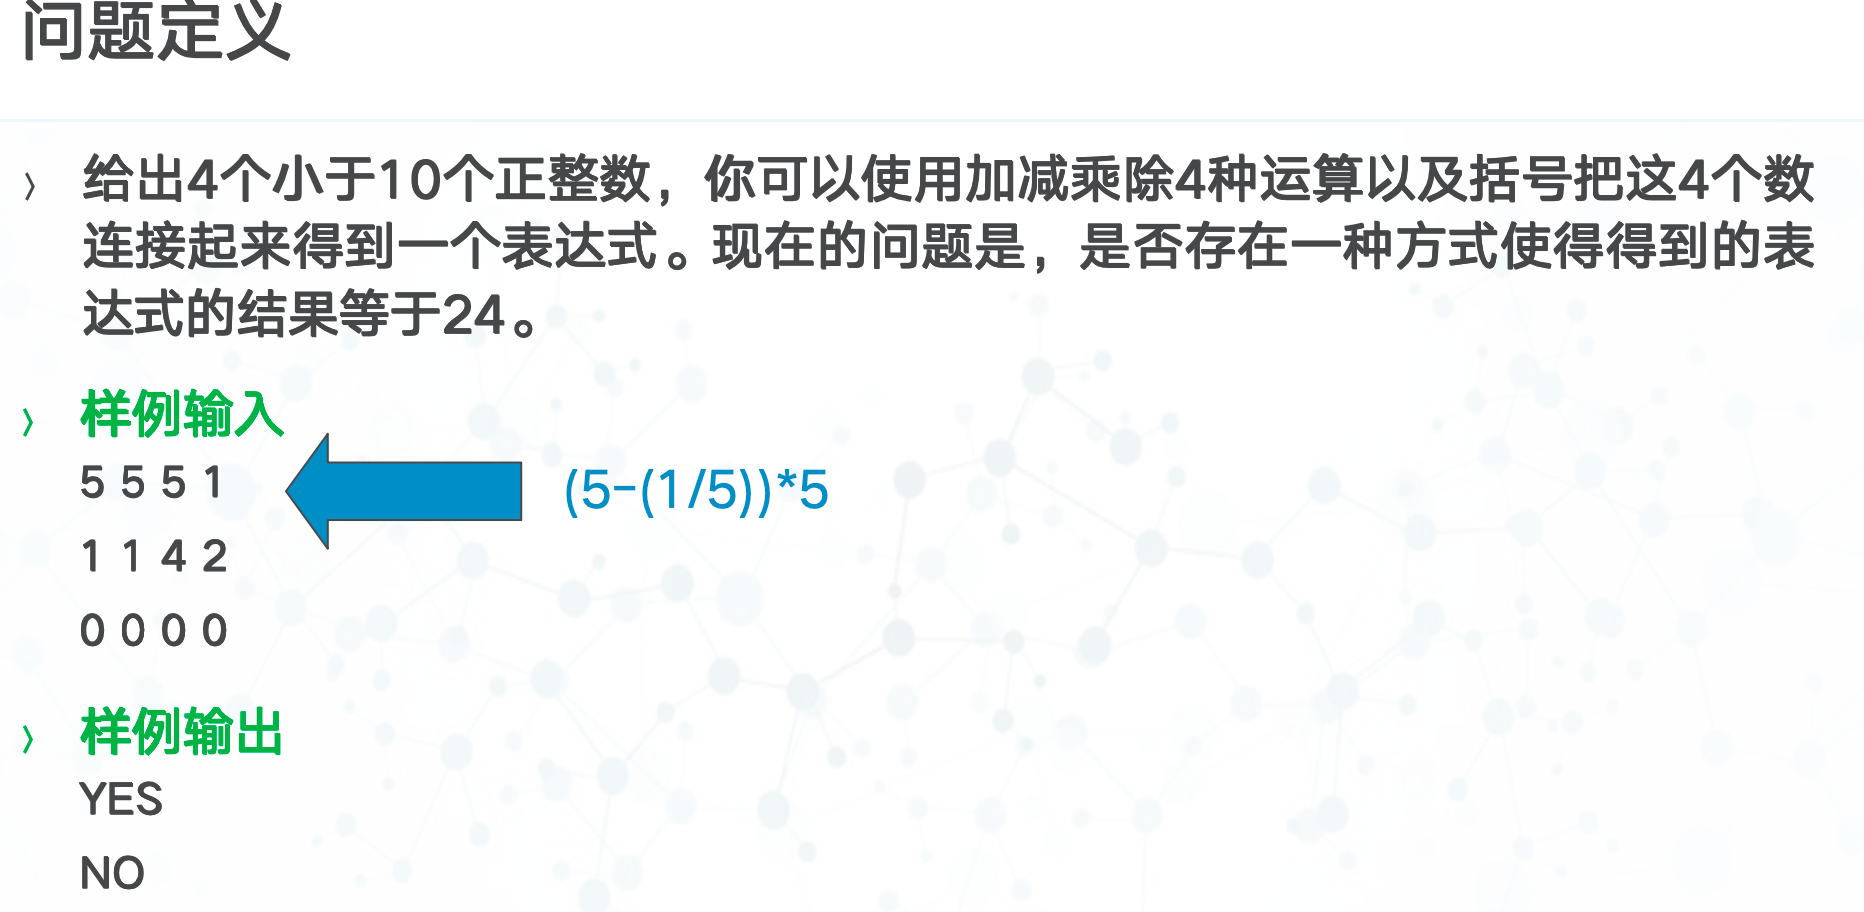 问题定义
› 给出4个小于10个正整数，你可以使用加减乘除4种运算以及括号把这4个数
连接起来得到一个表达式。现在的问题是，是否存在一种方式使得得到的表
达式的结果等于24。
› 样例输入
5 5 5 1
(5-(1/5))*5
1 1 4 2
0 0 0 0
› 样例输出
YES
NO